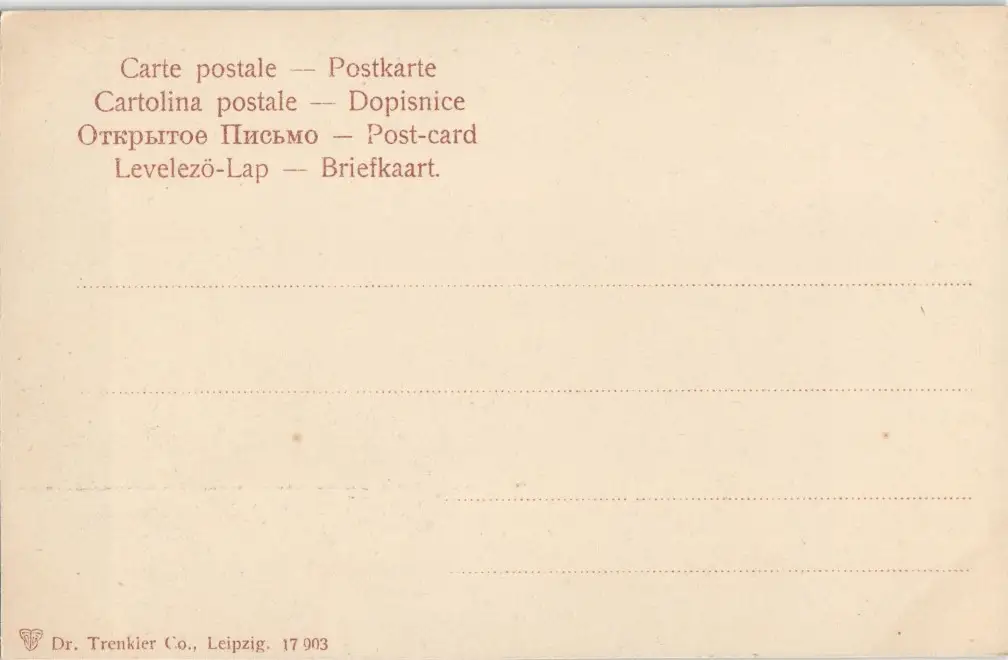 Carte postale — Postkarte
Cartolina postale — Dopisnice
Открытое Письмо — Post-card
Levelezö-Lap — Briefkaart.
Dr. Trenkler Co., Leipzig. 17 903